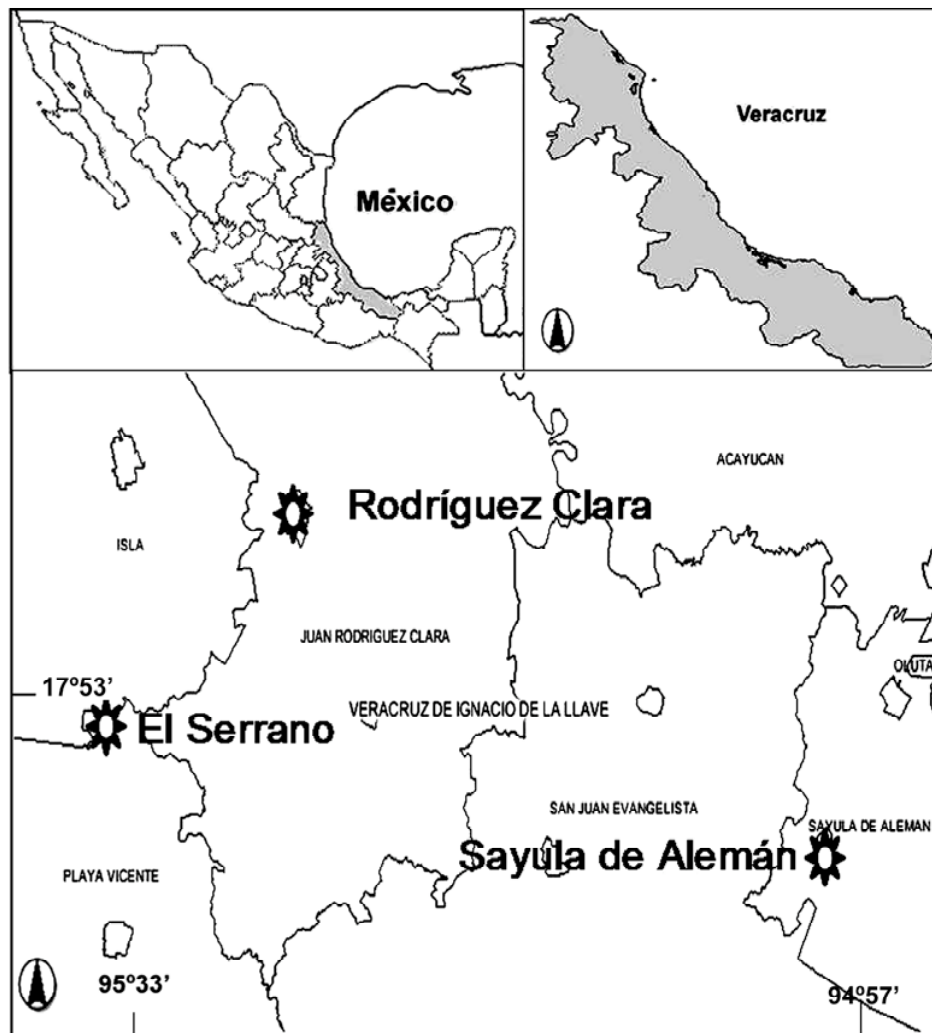 México
Veracruz
ACAYUCAN
Rodríguez Clara
ISLA
JUAN RODRIGUEZ CLARA
OLUTA
17º53’
VERACRUZ DE IGNACIO DE LA LLAVE
El Serrano
SAN JUAN EVANGELISTA
SAYULA DE ALEMAN
Sayula de Alemán
PLAYA VICENTE
95º33’
94º57’